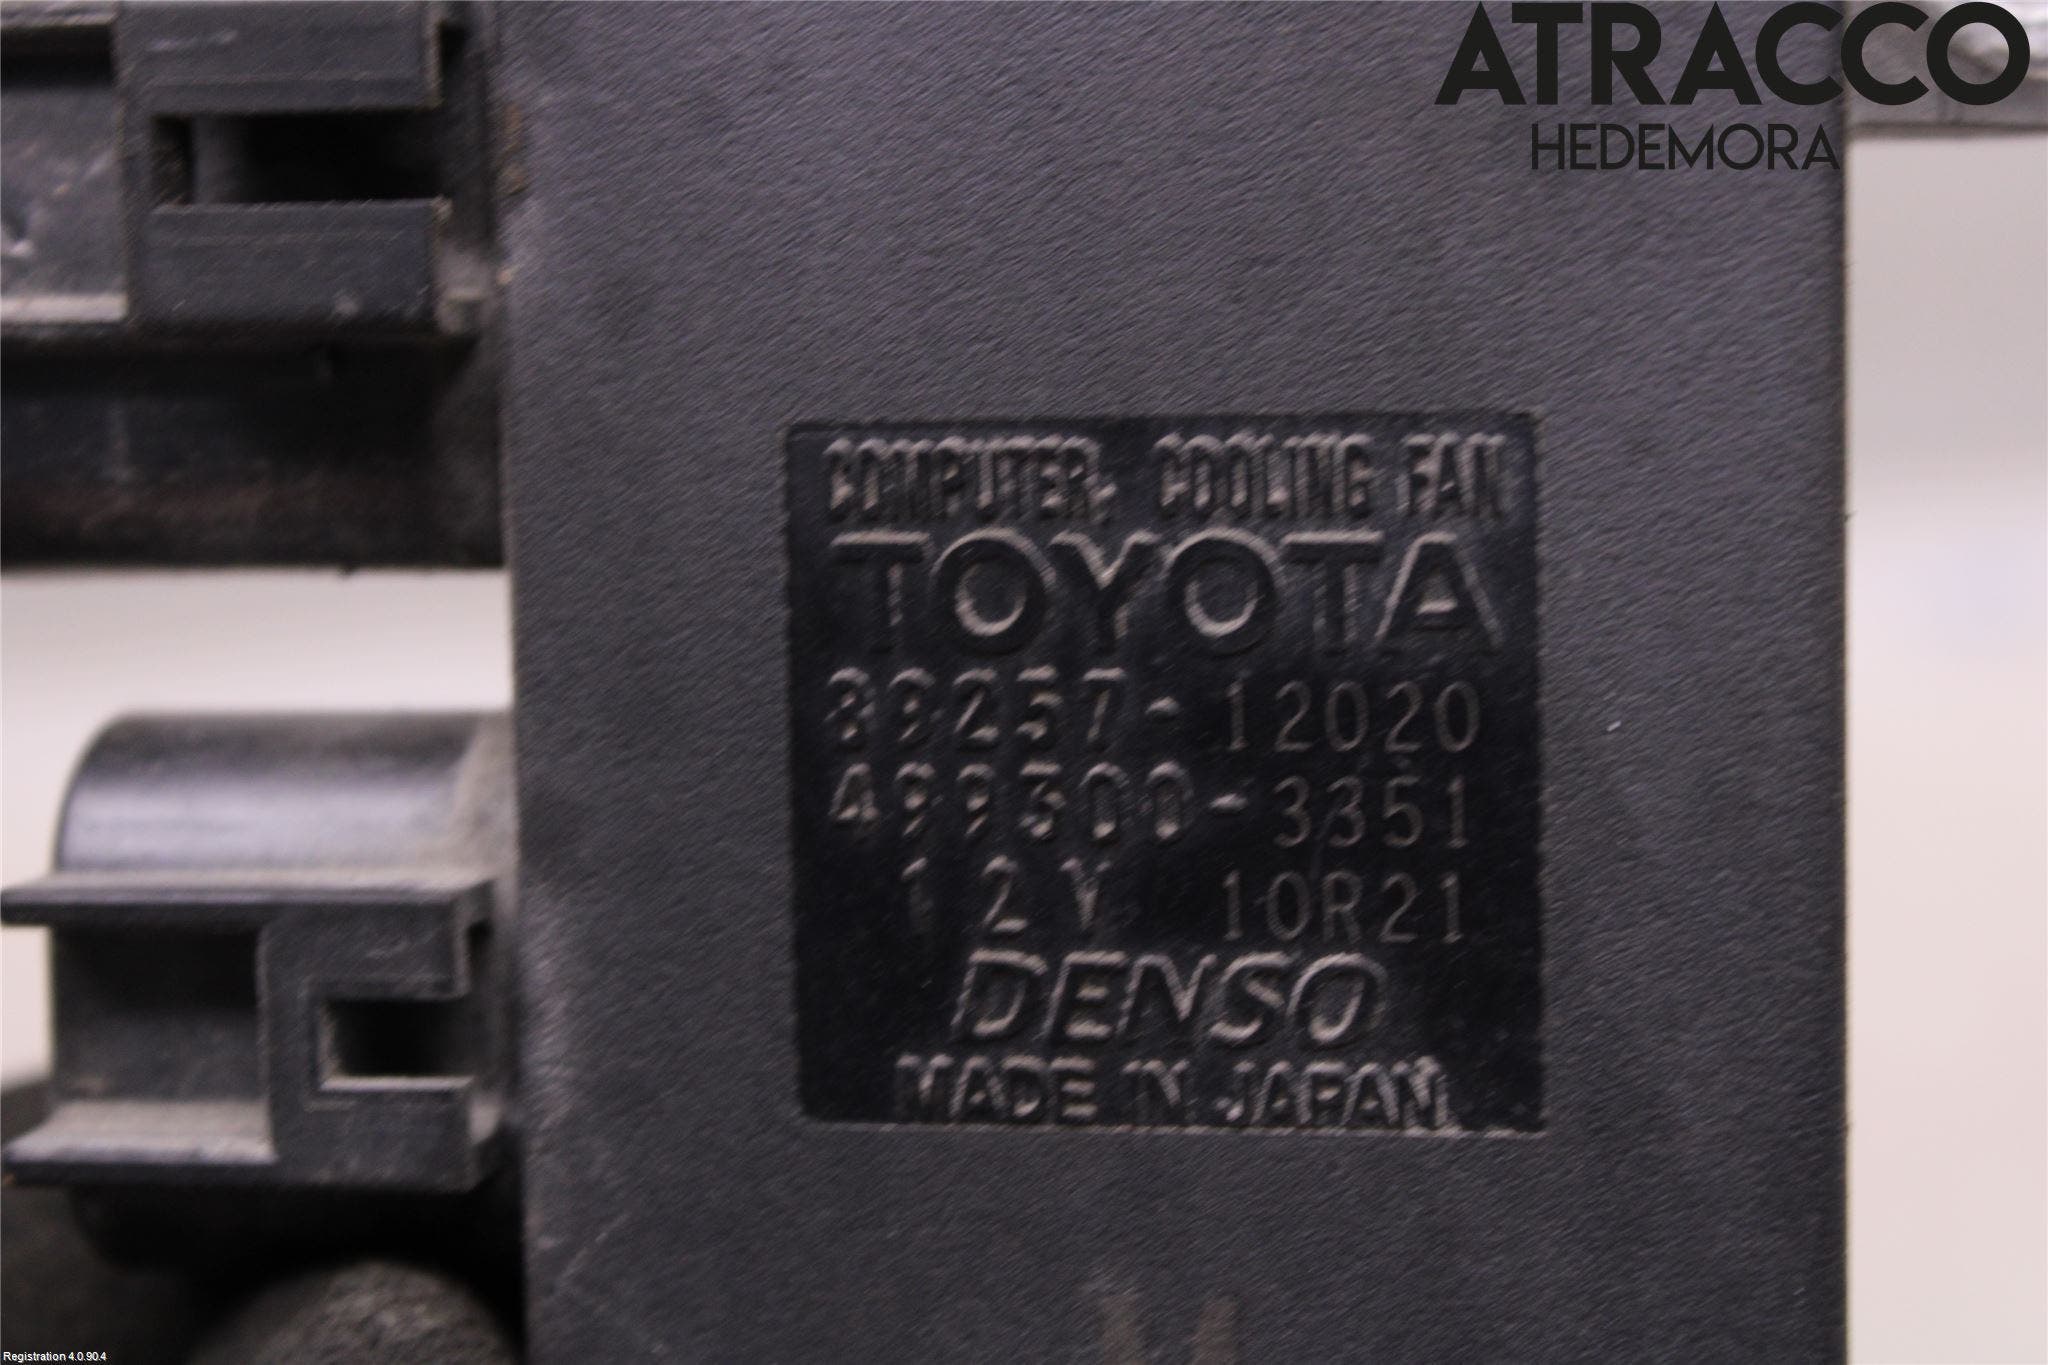 ATRACCO
HEDEMORA
COMPUTER, COOLING FAN
TOYOTA
89257-12020
499300-3351
12V 10R21
DENSO
MADE IN JAPAN
Registration 4.0.90.4